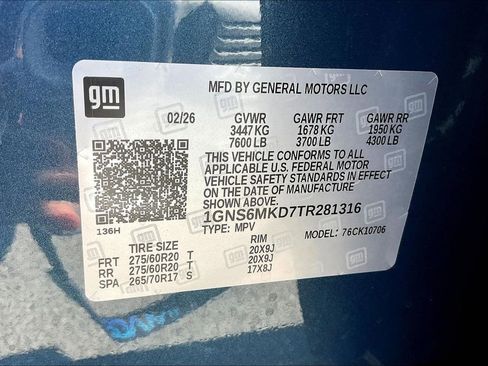 gm
MFD BY GENERAL MOTORS LLC
02/26 GVWR GAWR FRT GAWR RR
3447 KG 1678 KG 1950 KG
7600 LB 3700 LB 4300 LB
THIS VEHICLE CONFORMS TO ALL
APPLICABLE U.S. FEDERAL MOTOR
VEHICLE SAFETY STANDARDS IN EFFECT
ON THE DATE OF MANUFACTURE
SHOWN ABOVE.
1GNS6MKD7TR281316
136H TYPE: MPV MODEL: 76CK10706
TIRE SIZE RIM
FRT 275/60R20 T 20X9J
RR 275/60R20 T 20X9J
SPA 265/70R17 S 17X8J